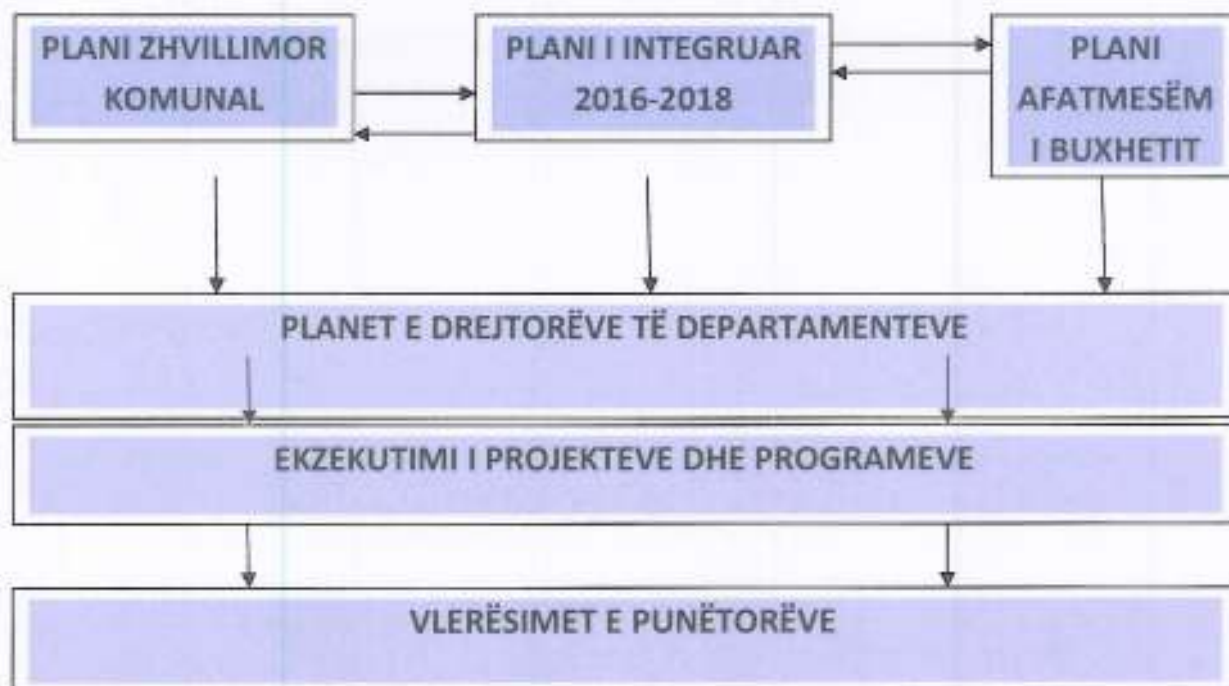 PLANI ZHVILLIMOR
KOMUNAL
PLANI I INTEGRUAR
2016-2018
PLANI
AFATMESËM
I BUXHETIT
PLANET E DREJTORËVE TË DEPARTAMENTEVE
EKZEKUTIMI I PROJEKTEVE DHE PROGRAMEVE
VLERËSIMET E PUNËTORËVE